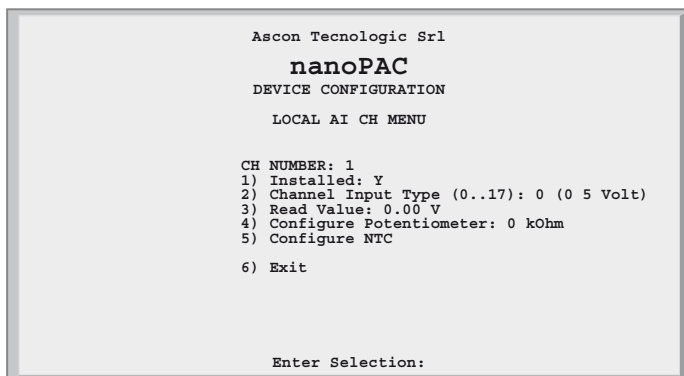 Ascon Tecnologic Srl
nanoPAC
DEVICE CONFIGURATION
LOCAL AI CH MENU
CH NUMBER: 1
1) Installed: Y
2) Channel Input Type (0..17): 0 (0 5 Volt)
3) Read Value: 0.00 V
4) Configure Potentiometer: 0 kOhm
5) Configure NTC
6) Exit
Enter Selection: